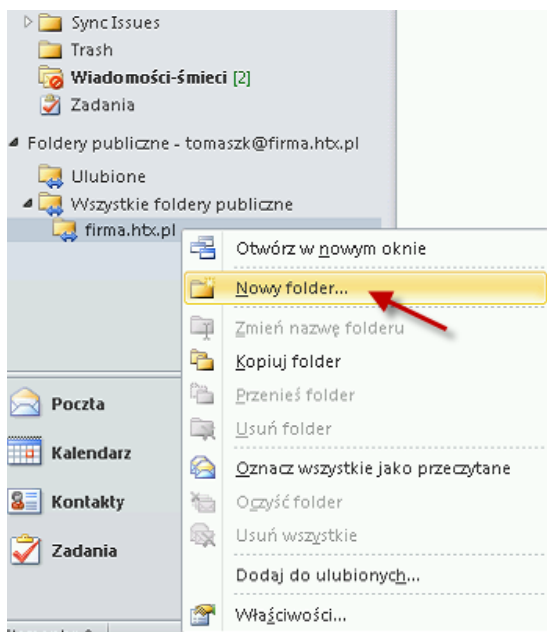 Sync Issues
Trash
Wiadomości-śmieci [2]
Zadania
Foldery publiczne - tomaszk@firma.htx.pl
Ulubione
Wszystkie foldery publiczne
firma.htx.pl
Otwórz w nowym oknie
Nowy folder...
Zmień nazwę folderu
Kopiuj folder
Przenieś folder
Usuń folder
Oznacz wszystkie jako przeczytane
Oczyść folder
Usuń wszystkie
Dodaj do ulubionych...
Właściwości...
Poczta
Kalendarz
Kontakty
Zadania